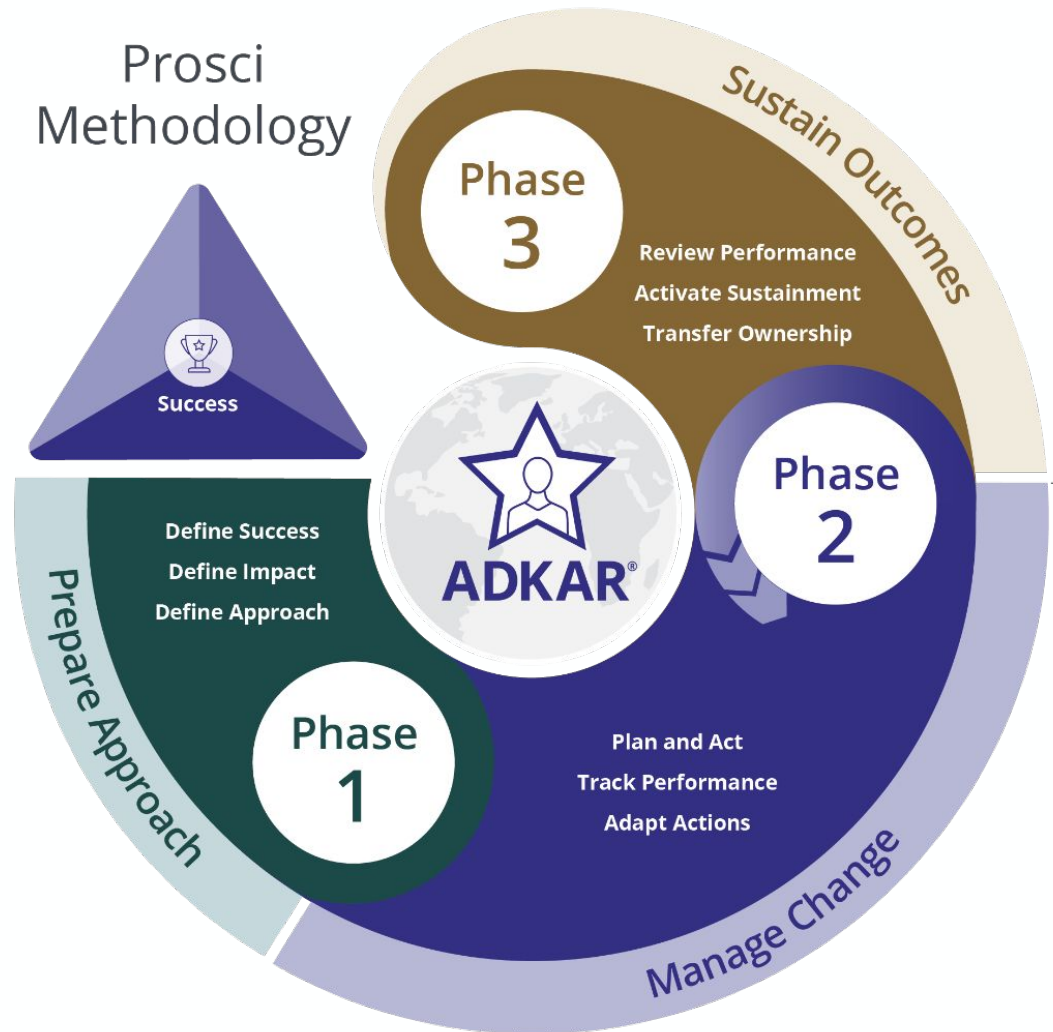 Prosci
Methodology
Success
Prepare Approach
Define Success
Define Impact
Define Approach
Phase
1
ADKAR®
Manage Change
Phase
2
Plan and Act
Track Performance
Adapt Actions
Sustain Outcomes
Phase
3
Review Performance
Activate Sustainment
Transfer Ownership